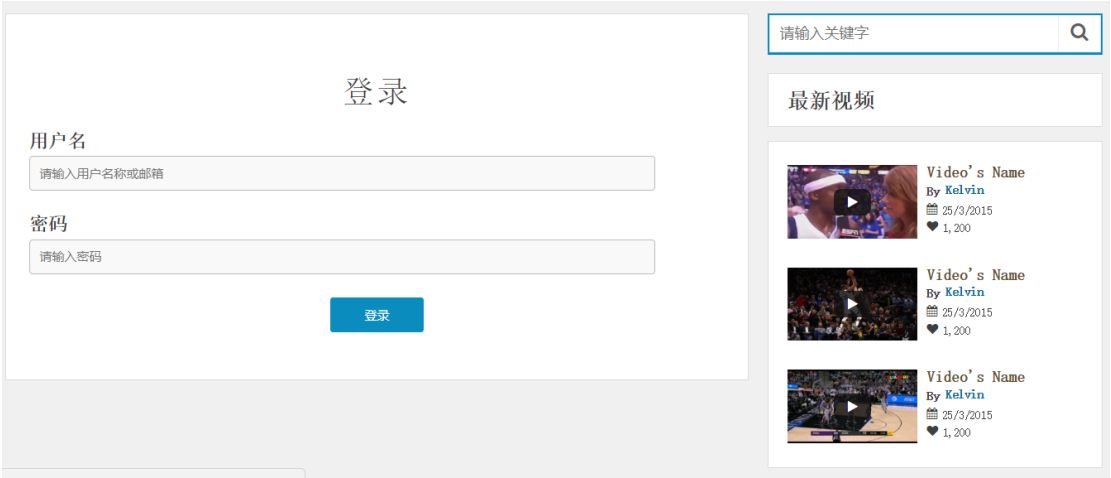 登录
用户名
请输入用户名称或邮箱
密码
请输入密码
登录
请输入关键字
最新视频
Video's Name
By Kelvin
25/3/2015
1,200
ESPN
Video's Name
By Kelvin
25/3/2015
1,200
Video's Name
By Kelvin
25/3/2015
1,200